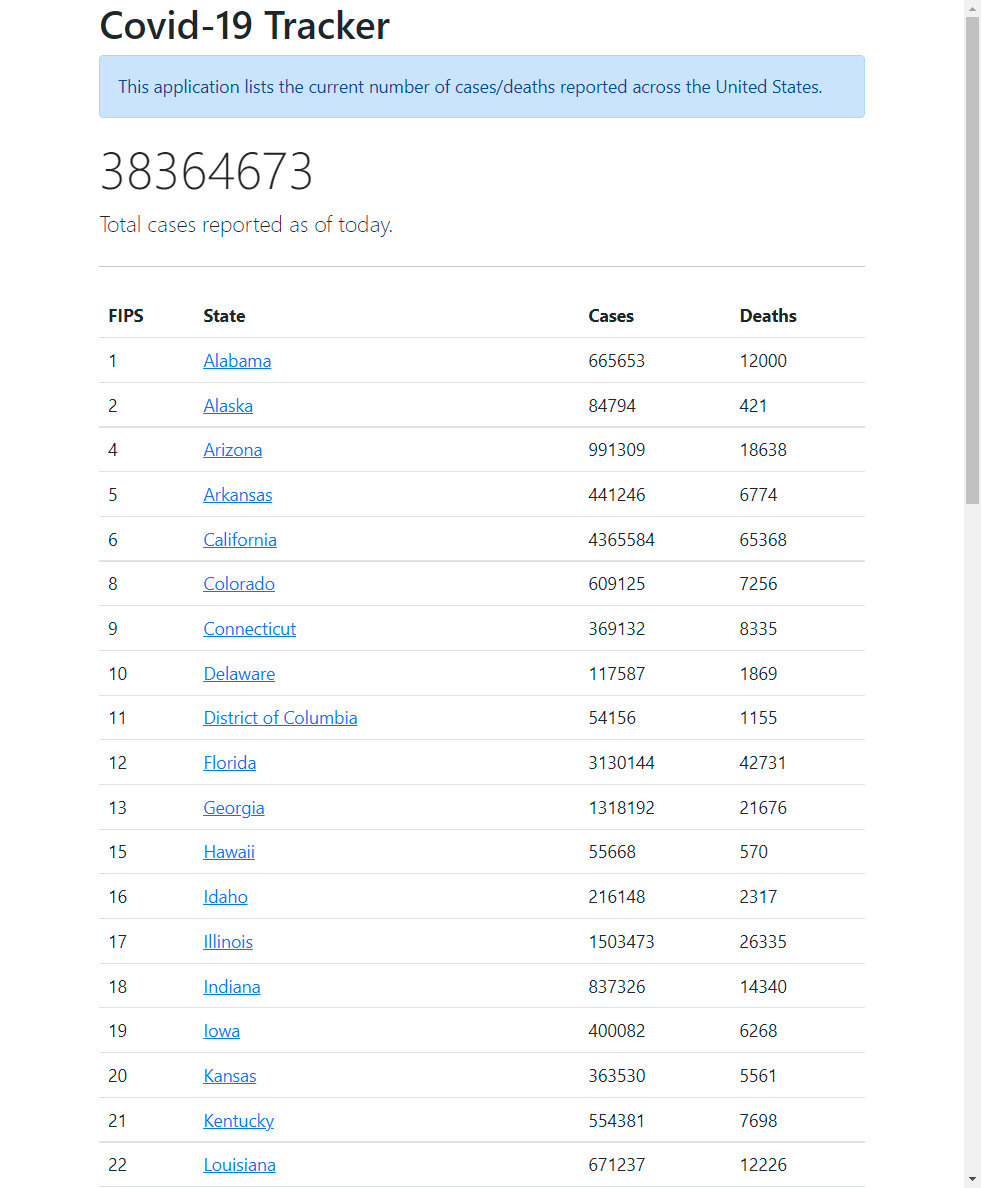 Covid-19 Tracker
This application lists the current number of cases/deaths reported across the United States.
38364673
Total cases reported as of today.
FIPS State Cases Deaths
1 Alabama 665653 12000
2 Alaska 84794 421
4 Arizona 991309 18638
5 Arkansas 441246 6774
6 California 4365584 65368
8 Colorado 609125 7256
9 Connecticut 369132 8335
10 Delaware 117587 1869
11 District of Columbia 54156 1155
12 Florida 3130144 42731
13 Georgia 1318192 21676
15 Hawaii 55668 570
16 Idaho 216148 2317
17 Illinois 1503473 26335
18 Indiana 837326 14340
19 Iowa 400082 6268
20 Kansas 363530 5561
21 Kentucky 554381 7698
22 Louisiana 671237 12226